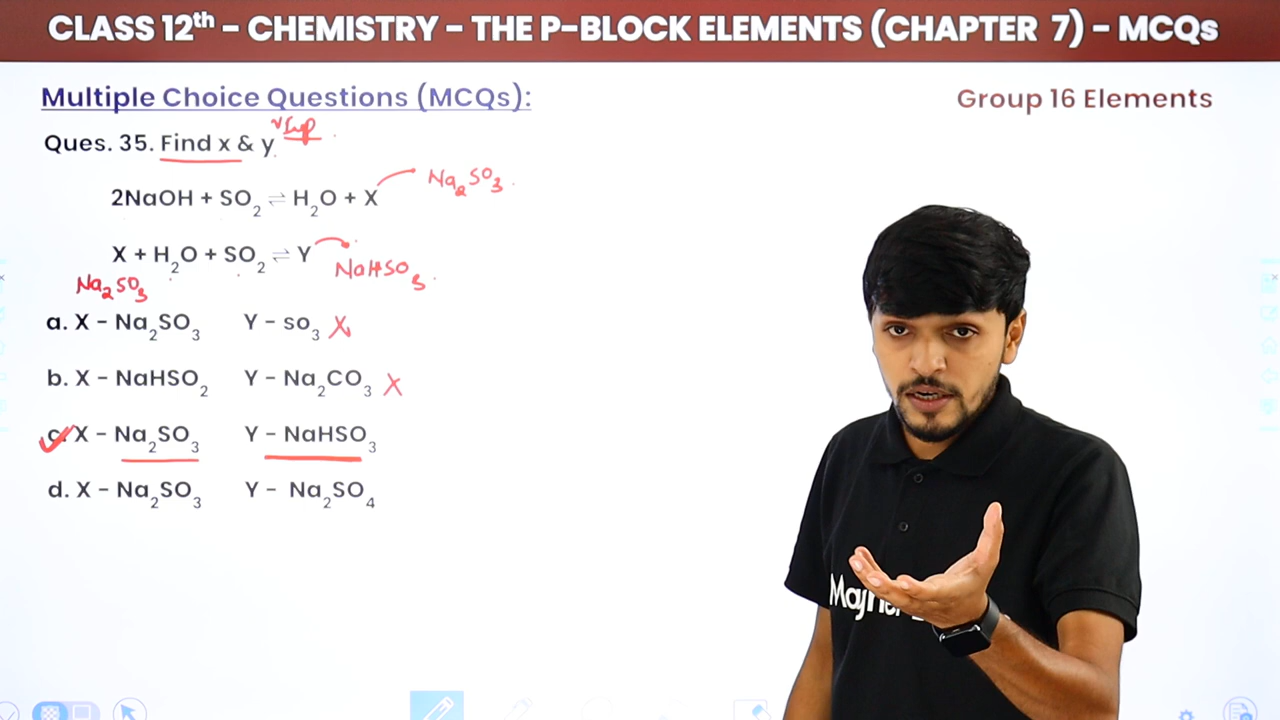 CLASS 12th - CHEMISTRY - THE P-BLOCK ELEMENTS (CHAPTER 7) - MCQs
Multiple Choice Questions (MCQs):
Group 16 Elements
Ques. 35. Find x & y
2NaOH + SO₂ ⇌ H₂O + X
Na₂SO₃
X + H₂O + SO₂ ⇌ Y
NaHSO₃
Na₂SO₃
a. X - Na₂SO₃ Y - so₃ X
b. X - NaHSO₂ Y - Na₂CO₃ X
c. X - Na₂SO₃ Y - NaHSO₃
d. X - Na₂SO₃ Y - Na₂SO₄